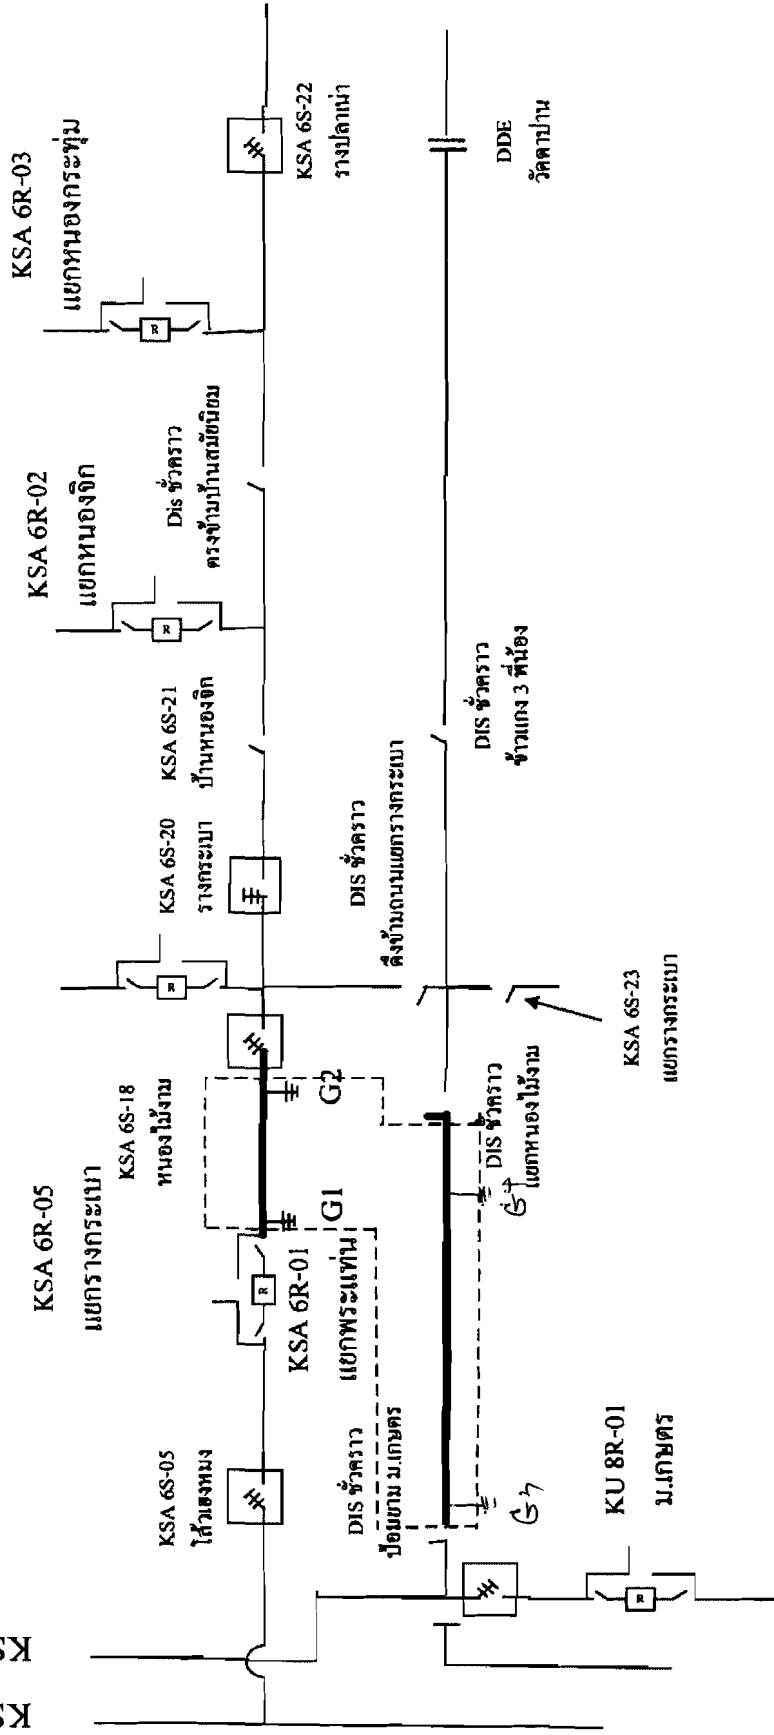 KSA 6R-03
แยกหนองกระทุ่ม
KSA 6S-22
รางปลาเน่า
R
DDE
วัดดาปาน
KSA 6R-02
แยกหนองจิก
Dis ชั่วคราว
ตรงข้ามบ้านสมัยนิยม
R
KSA 6S-21
บ้านหนองจิก
KSA 6S-20
รางกระเบา
DIS ชั่วคราว
ข้าวแกง 3 พี่น้อง
DIS ชั่วคราว
ฝั่งข้ามถนนแยกรางกระเบา
KSA 6S-23
แยกรางกระเบา
KSA 6R-05
แยกรางกระเบา
R
KSA 6S-18
หนองไม้งาม
G2
G1
DIS ชั่วคราว
แยกหนองไม้งาม
G4
R
KSA 6R-01
แยกพระแท่น
KSA 6S-05
โล้วเฮงหมง
DIS ชั่วคราว
ป้อมยาม ม.เกษตร
G3
KU 8R-01
ม.เกษตร
R
KS
KS